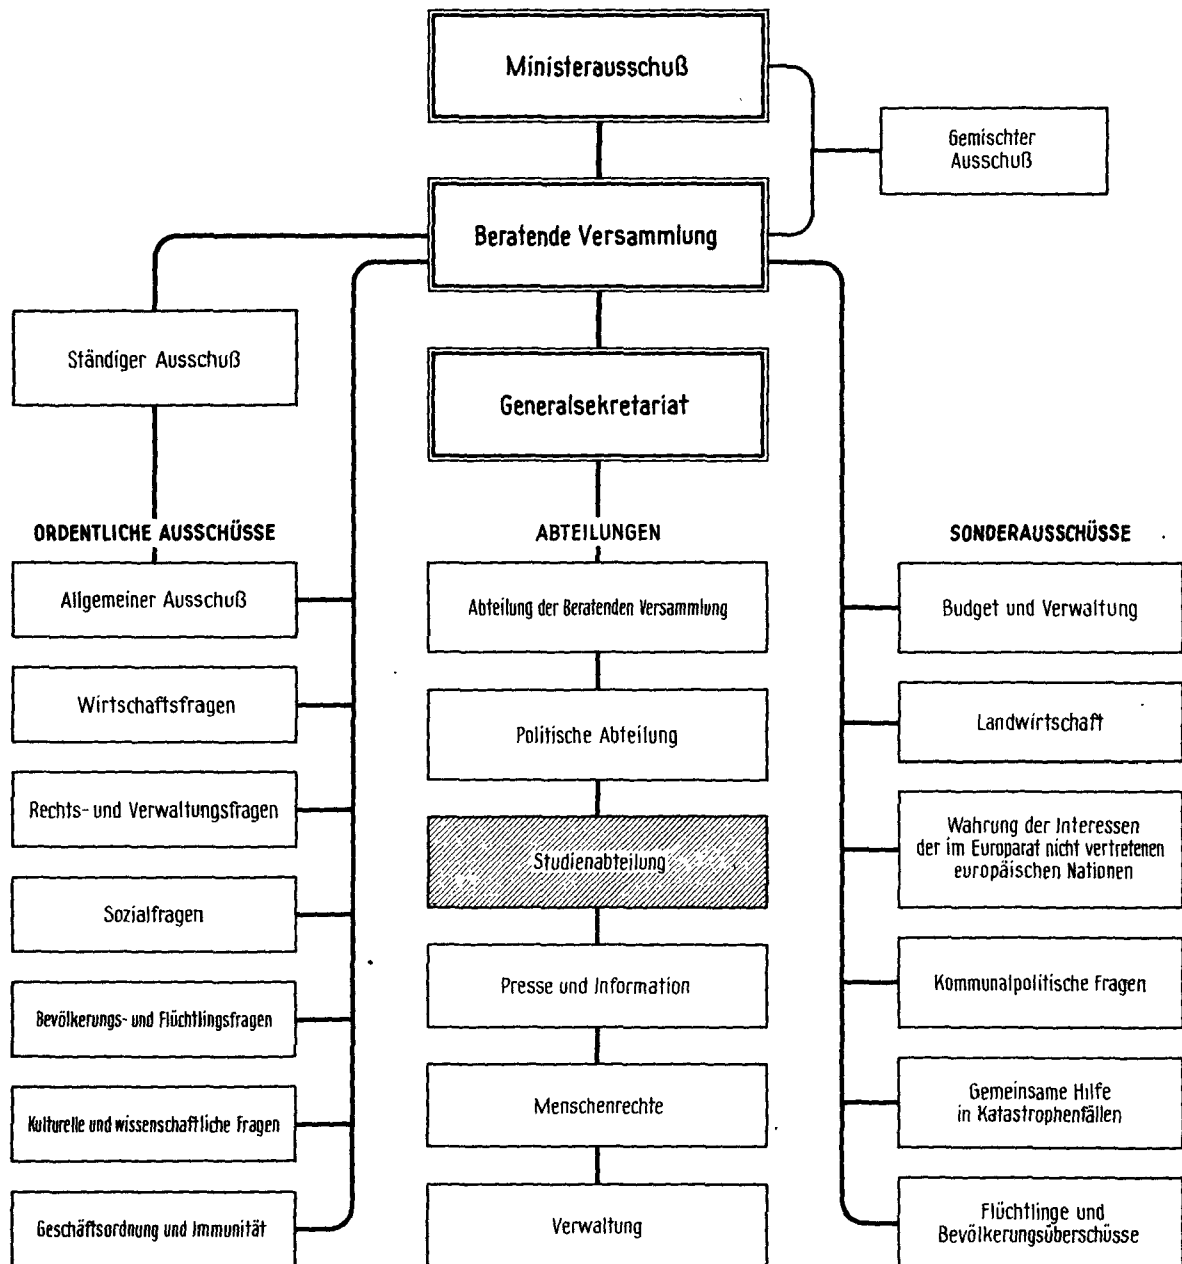 Ministerausschuß
Gemischter
Ausschuß
Beratende Versammlung
Ständiger Ausschuß
Generalsekretariat
ORDENTLICHE AUSSCHÜSSE
Allgemeiner Ausschuß
Wirtschaftsfragen
Rechts- und Verwaltungsfragen
Sozialfragen
Bevölkerungs- und Flüchtlingsfragen
Kulturelle und wissenschaftliche Fragen
Geschäftsordnung und Immunität
ABTEILUNGEN
Abteilung der Beratenden Versammlung
Politische Abteilung
Studienabteilung
Presse und Information
Menschenrechte
Verwaltung
SONDERAUSSCHÜSSE
Budget und Verwaltung
Landwirtschaft
Wahrung der Interessen
der im Europarat nicht vertretenen
europäischen Nationen
Kommunalpolitische Fragen
Gemeinsame Hilfe
in Katastrophenfällen
Flüchtlinge und
Bevölkerungsüberschüsse